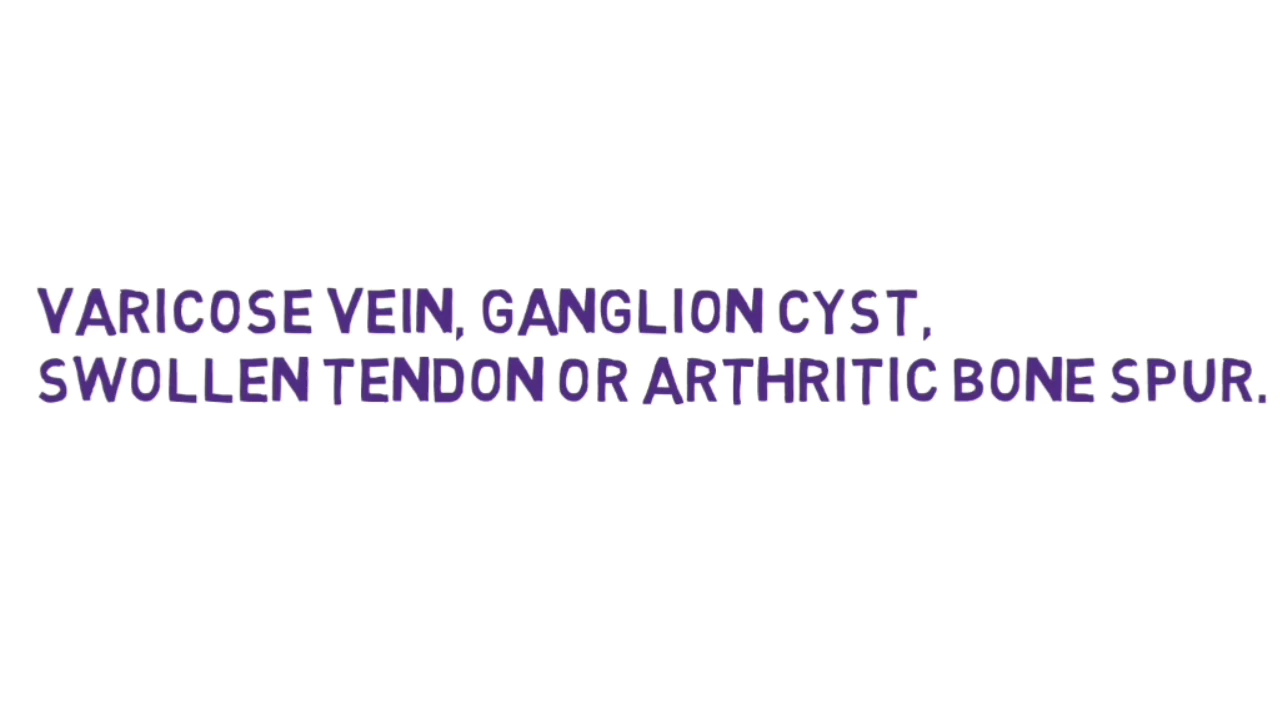 VARICOSE VEIN, GANGLION CYST,
SWOLLEN TENDON OR ARTHRITIC BONE SPUR.